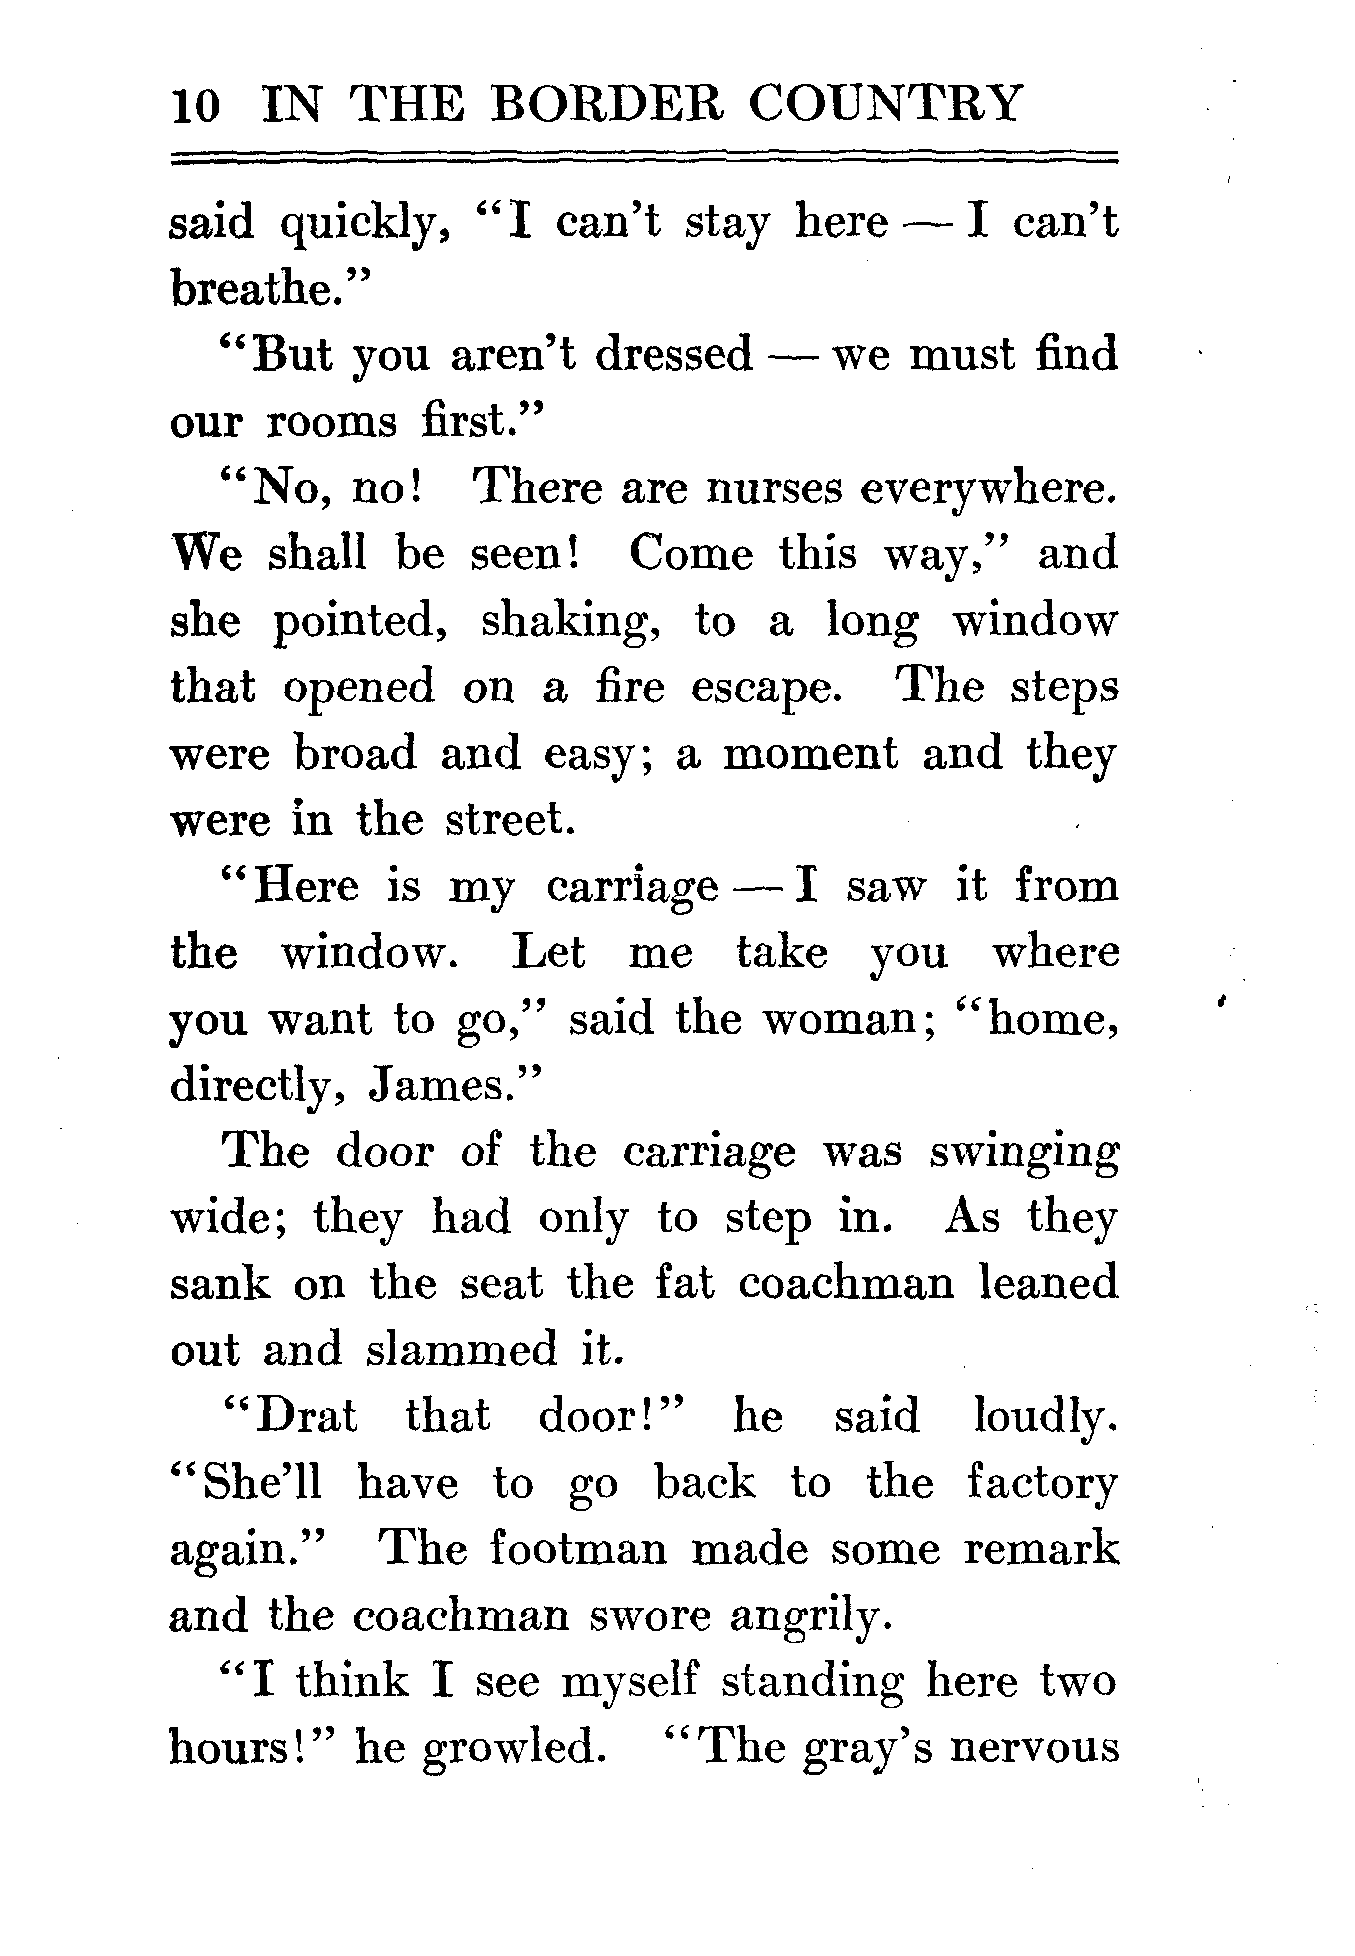 10 IN THE BORDER COUNTRY
said quickly, "I can't stay here — I can't
breathe."
"But you aren't dressed — we must find
our rooms first."
"No, no! There are nurses everywhere.
We shall be seen! Come this way," and
she pointed, shaking, to a long window
that opened on a fire escape. The steps
were broad and easy; a moment and they
were in the street.
"Here is my carriage — I saw it from
the window. Let me take you where
you want to go," said the woman; "home,
directly, James."
The door of the carriage was swinging
wide; they had only to step in. As they
sank on the seat the fat coachman leaned
out and slammed it.
"Drat that door!" he said loudly.
"She'll have to go back to the factory
again." The footman made some remark
and the coachman swore angrily.
"I think I see myself standing here two
hours!" he growled. "The gray's nervous